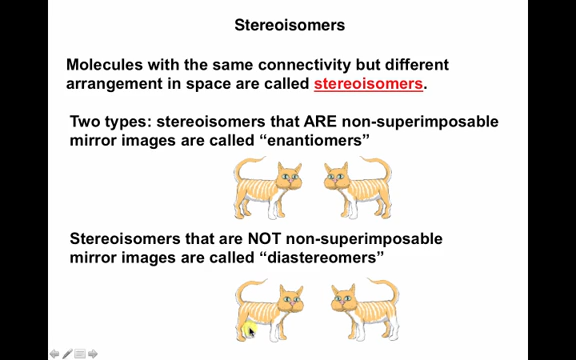 Stereoisomers
Molecules with the same connectivity but different
arrangement in space are called stereoisomers.
Two types: stereoisomers that ARE non-superimposable
mirror images are called “enantiomers”
Stereoisomers that are NOT non-superimposable
mirror images are called “diastereomers”